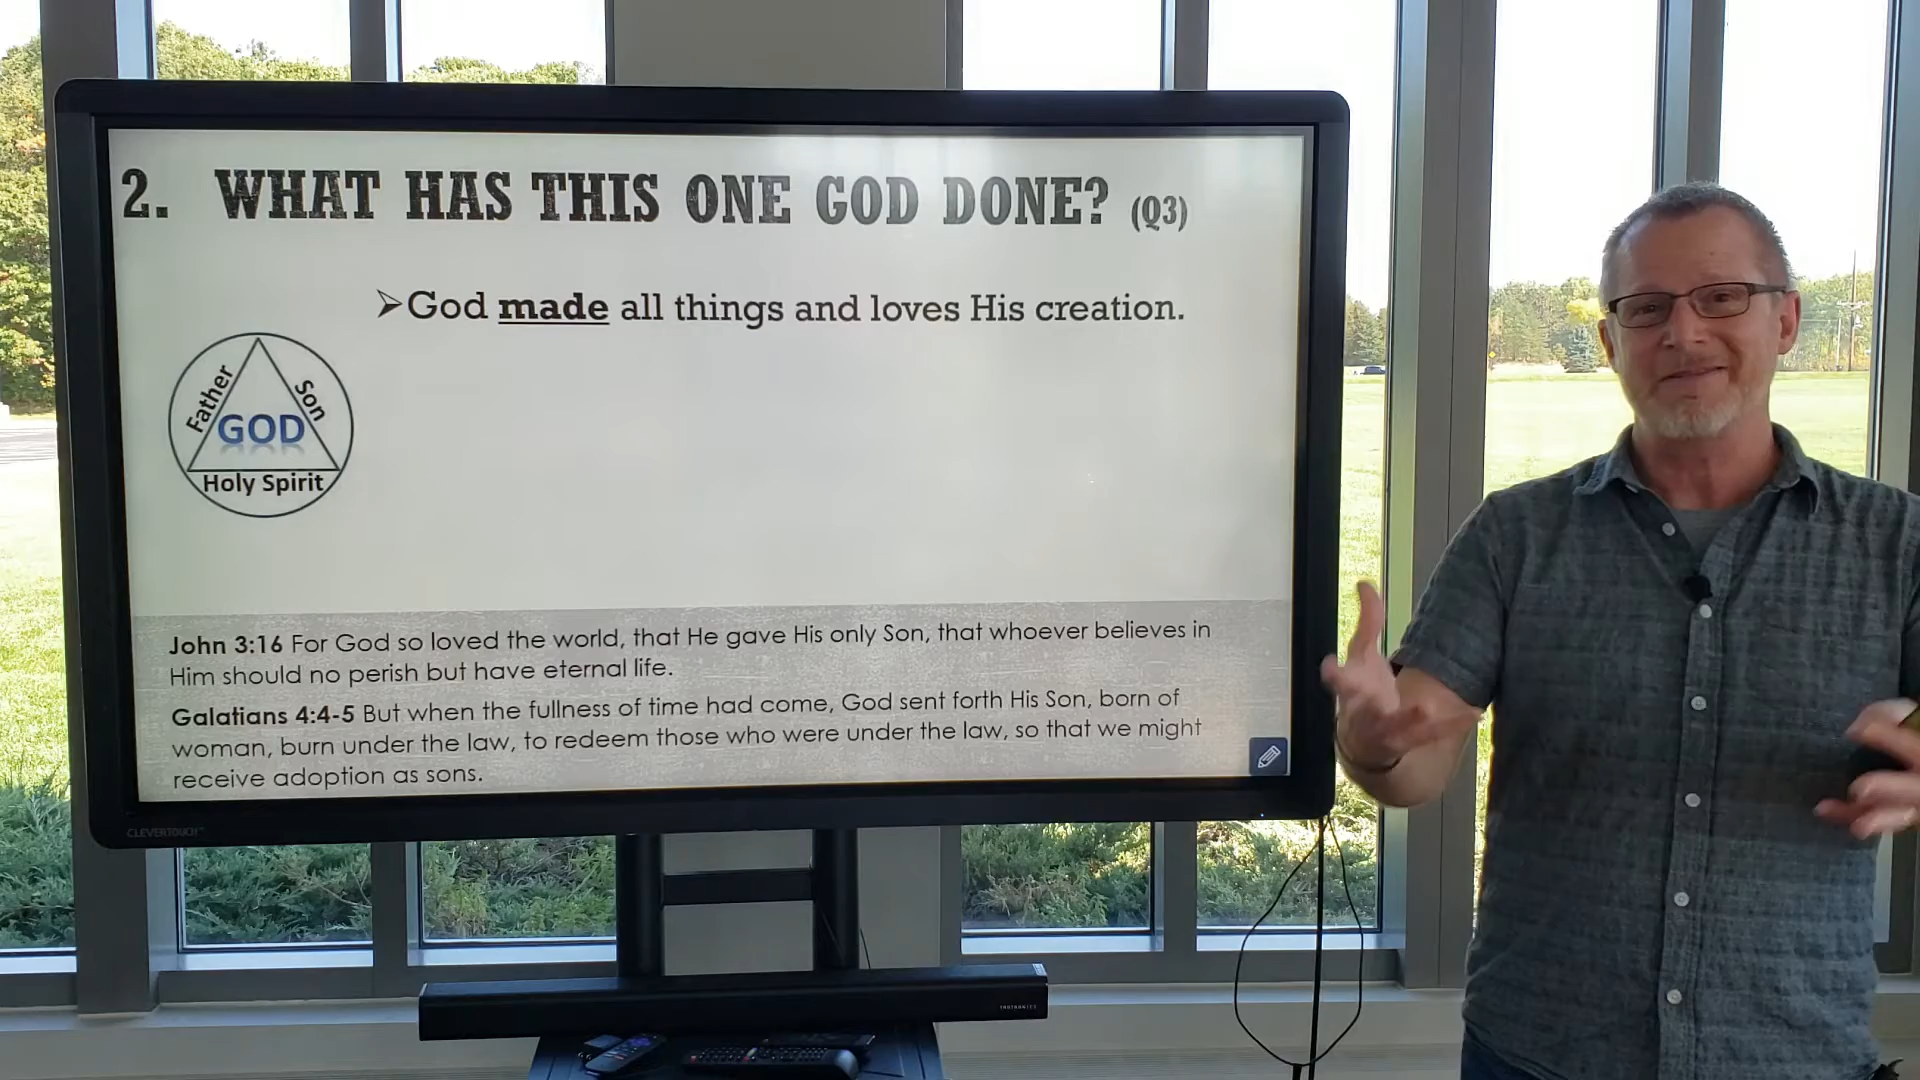 2. WHAT HAS THIS ONE GOD DONE? (Q3)
➢God made all things and loves His creation.
Father
Son
GOD
Holy Spirit
John 3:16 For God so loved the world, that He gave His only Son, that whoever believes in
Him should no perish but have eternal life.
Galatians 4:4-5 But when the fullness of time had come, God sent forth His Son, born of
woman, burn under the law, to redeem those who were under the law, so that we might
receive adoption as sons.
CLEVERTOUCH